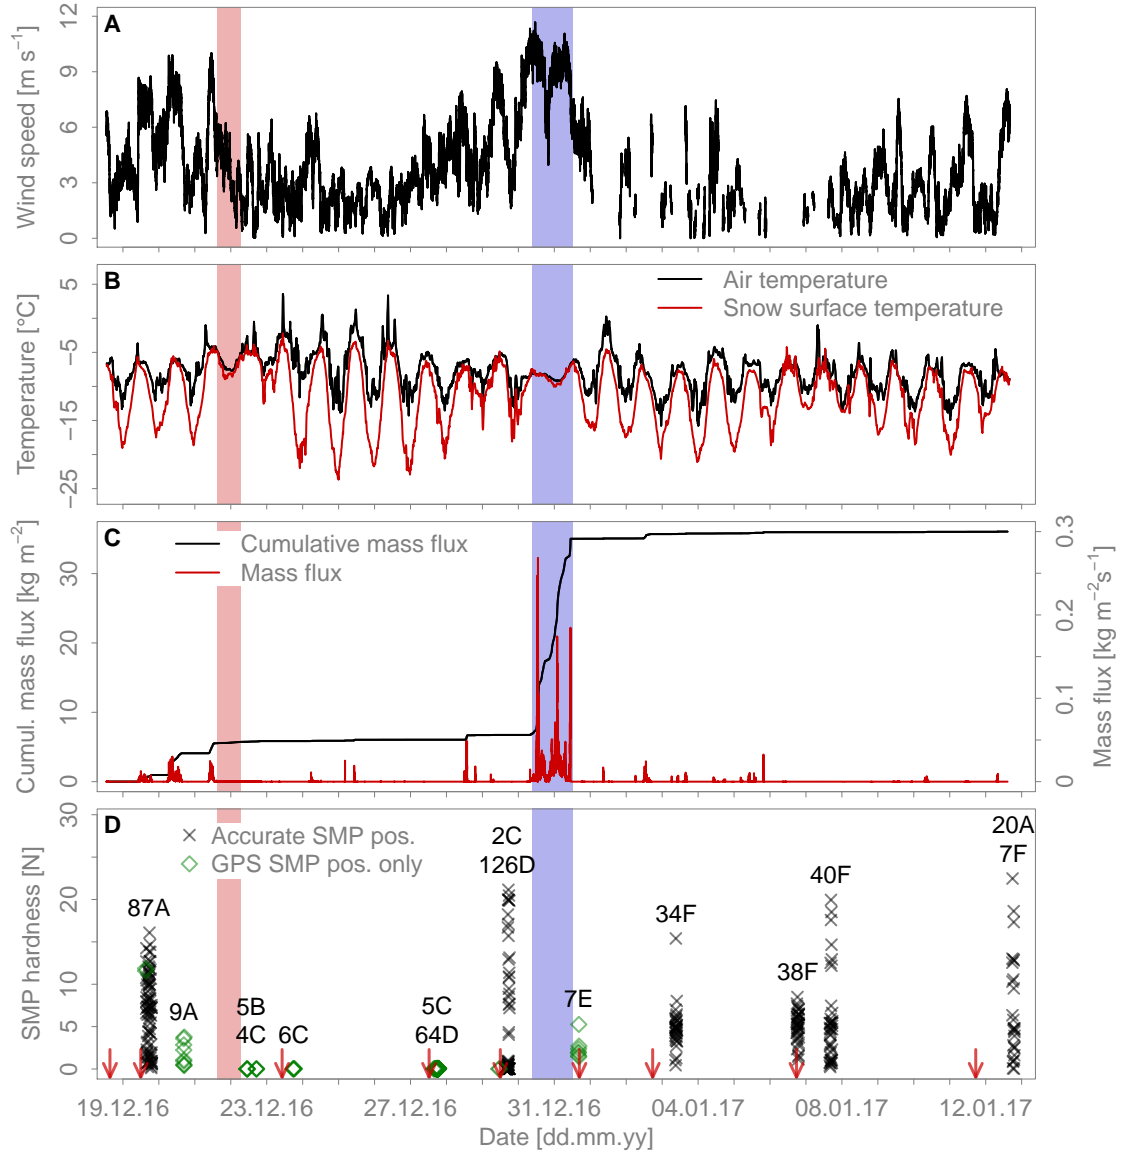 A
Wind speed [m s⁻¹]
12
9
6
3
0
B
Air temperature
Snow surface temperature
Temperature [°C]
5
−5
−15
−25
C
Cumulative mass flux
Mass flux
Cumul. mass flux [kg m⁻²]
30
20
10
0
Mass flux [kg m⁻²s⁻¹]
0.3
0.2
0.1
0
D
Accurate SMP pos.
GPS SMP pos. only
SMP hardness [N]
30
20
10
5
0
87A
9A
5B
4C
6C
5C
64D
2C
126D
7E
34F
38F
40F
20A
7F
19.12.16 23.12.16 27.12.16 31.12.16 04.01.17 08.01.17 12.01.17
Date [dd.mm.yy]